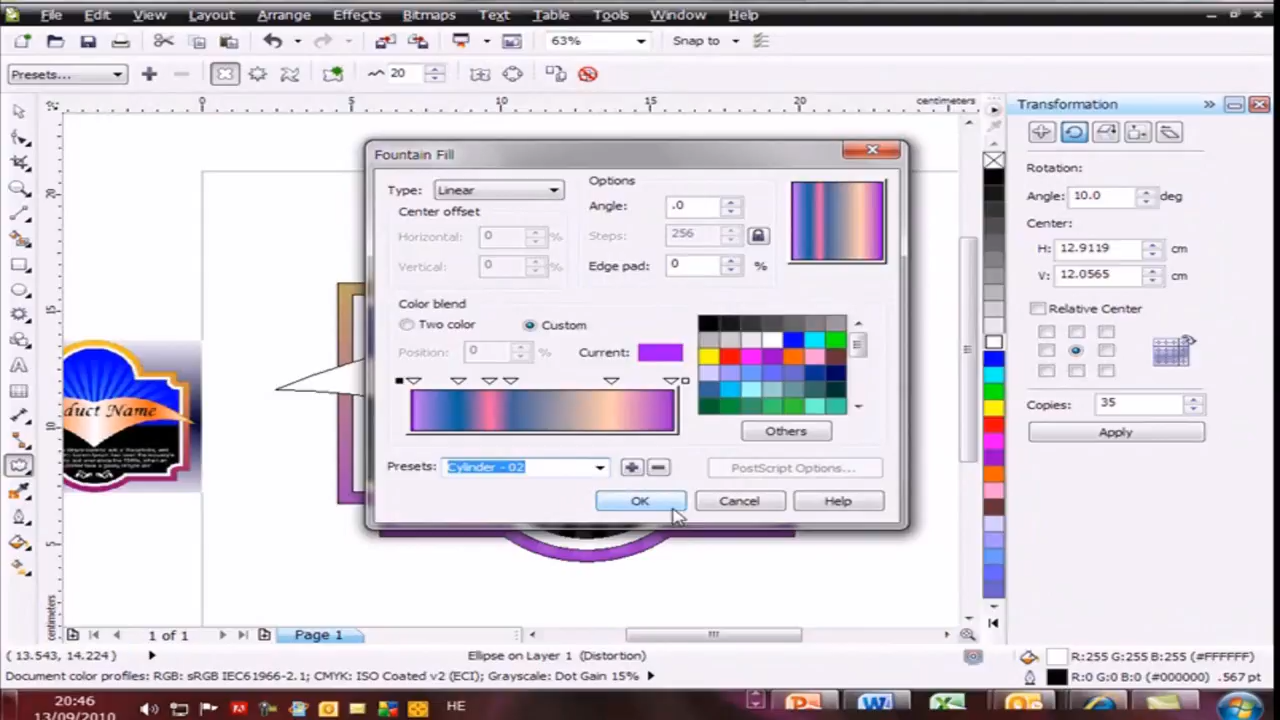 File Edit View Layout Arrange Effects Bitmaps Text Table Tools Window Help
63% Snap to
Presets... 20
0 5 10 15 20 centimeters
Transformation
Fountain Fill
Type: Linear
Options
Center offset
Angle: .0
Horizontal: 0 %
Steps: 256
Vertical: 0 %
Edge pad: 0 %
Color blend
Two color Custom
Position: 0 %
Current:
Others
Presets: Cylinder - 02
PostScript Options...
OK Cancel Help
Rotation:
Angle: 10.0 deg
Center:
H: 12.9119 cm
V: 12.0565 cm
Relative Center
Copies: 35
Apply
20
15
10
5
centimeters
duct Name
1 of 1 Page 1
( 13.543, 14.224 ) Ellipse on Layer 1 (Distortion) R:255 G:255 B:255 (#FFFFFF)
Document color profiles: RGB: sRGB IEC61966-2.1; CMYK: ISO Coated v2 (ECI); Grayscale: Dot Gain 15% R:0 G:0 B:0 (#000000) .567 pt
20:46
13/09/2010
HE